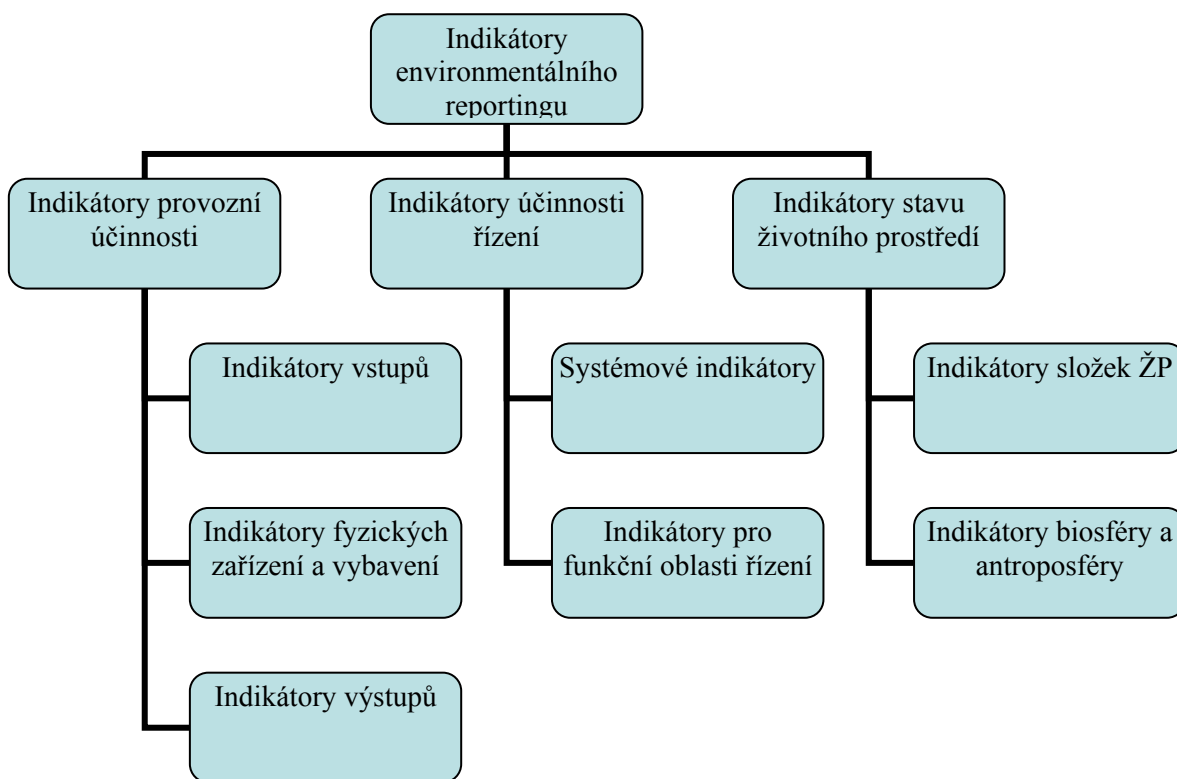 Indikátory
environmentálního
reportingu
Indikátory provozní
účinnosti
Indikátory účinnosti
řízení
Indikátory stavu
životního prostředí
Indikátory vstupů
Systémové indikátory
Indikátory složek ŽP
Indikátory fyzických
zařízení a vybavení
Indikátory pro
funkční oblasti řízení
Indikátory biosféry a
antroposféry
Indikátory výstupů